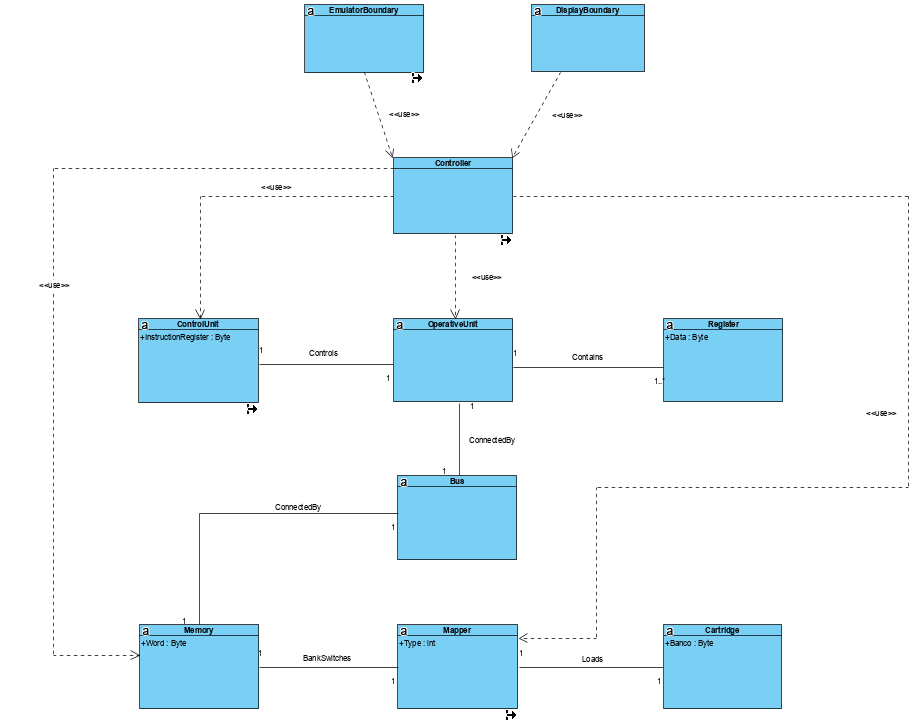 a EmulatorBoundary
a DisplayBoundary
<<use>>
<<use>>
Controller
<<use>>
<<use>>
<<use>>
a ControlUnit
+InstructionRegister : Byte
a OperativeUnit
a Register
+Data : Byte
1
Controls
1
1
Contains
1..*
<<use>>
1
ConnectedBy
1
a Bus
ConnectedBy
1
1
a Memory
+Word : Byte
a Mapper
+Type : Int
a Cartridge
+Banco : Byte
1
BankSwitches
1
1
Loads
1